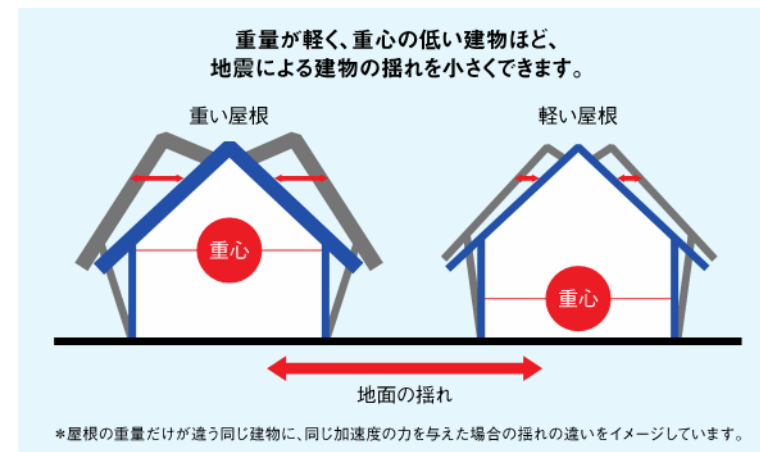 重量が軽く、重心の低い建物ほど、
地震による建物の揺れを小さくできます。
重い屋根
軽い屋根
重心
重心
地面の揺れ
＊屋根の重量だけが違う同じ建物に、同じ加速度の力を与えた場合の揺れの違いをイメージしています。